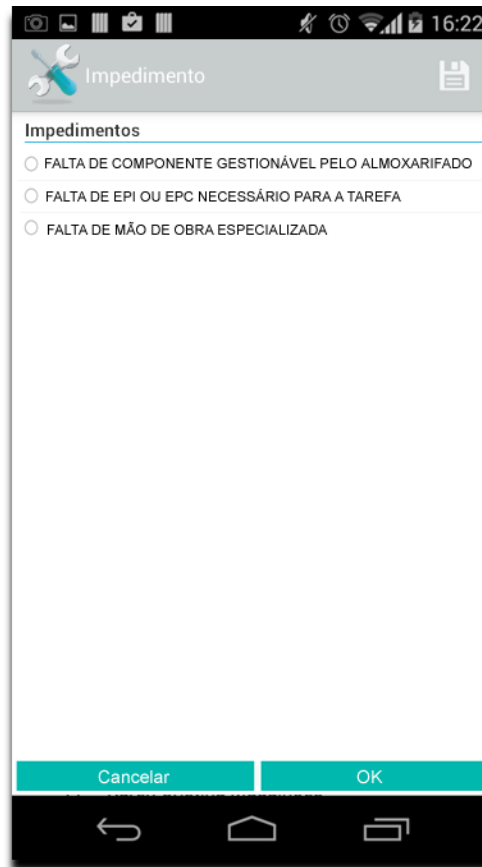 16:22
Impedimento
Impedimentos
FALTA DE COMPONENTE GESTIONÁVEL PELO ALMOXARIFADO
FALTA DE EPI OU EPC NECESSÁRIO PARA A TAREFA
FALTA DE MÃO DE OBRA ESPECIALIZADA
Cancelar OK